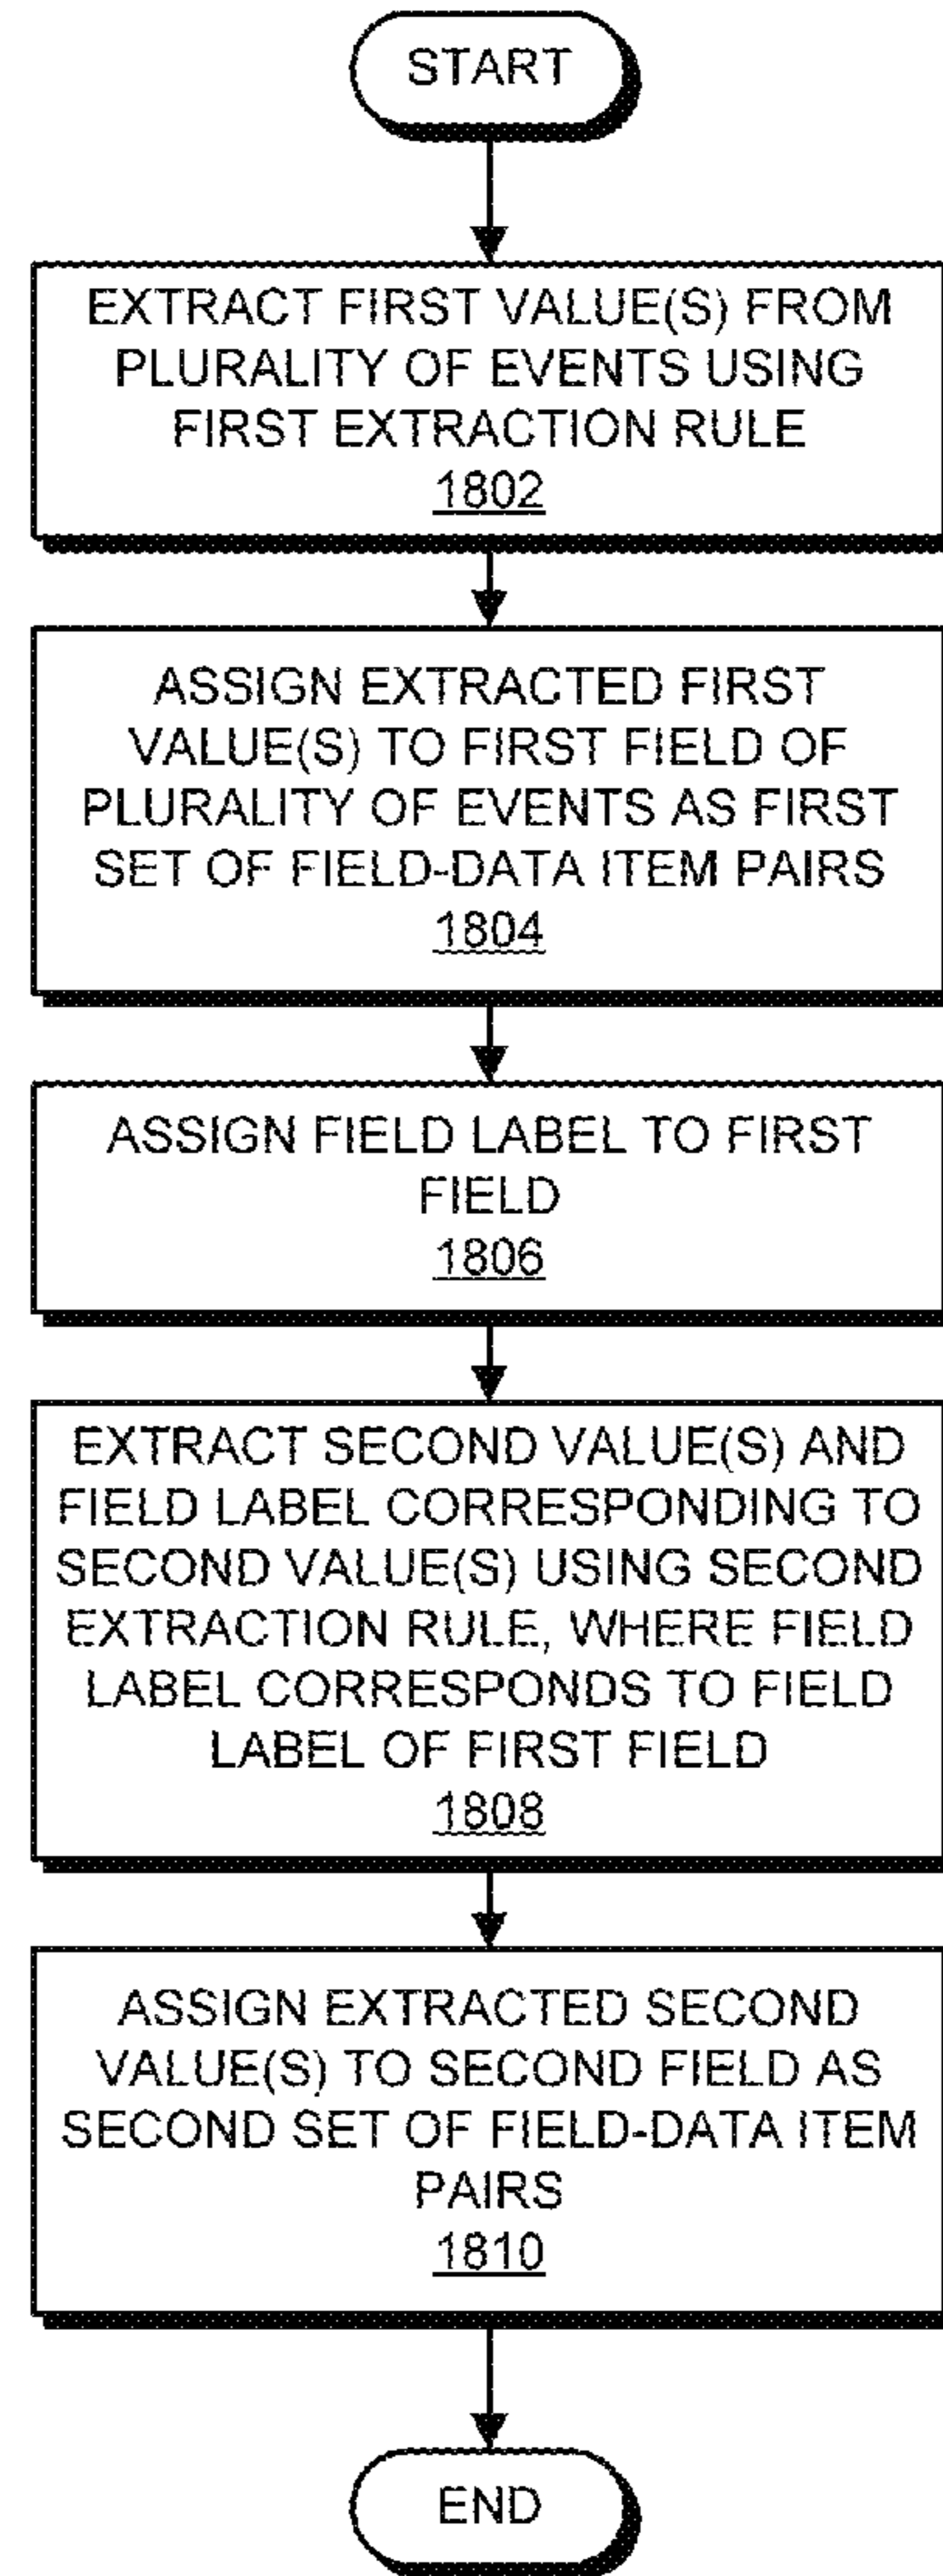 START
EXTRACT FIRST VALUE(S) FROM
PLURALITY OF EVENTS USING
FIRST EXTRACTION RULE
1802
ASSIGN EXTRACTED FIRST
VALUE(S) TO FIRST FIELD OF
PLURALITY OF EVENTS AS FIRST
SET OF FIELD-DATA ITEM PAIRS
1804
ASSIGN FIELD LABEL TO FIRST
FIELD
1806
EXTRACT SECOND VALUE(S) AND
FIELD LABEL CORRESPONDING TO
SECOND VALUE(S) USING SECOND
EXTRACTION RULE, WHERE FIELD
LABEL CORRESPONDS TO FIELD
LABEL OF FIRST FIELD
1808
ASSIGN EXTRACTED SECOND
VALUE(S) TO SECOND FIELD AS
SECOND SET OF FIELD-DATA ITEM
PAIRS
1810
END